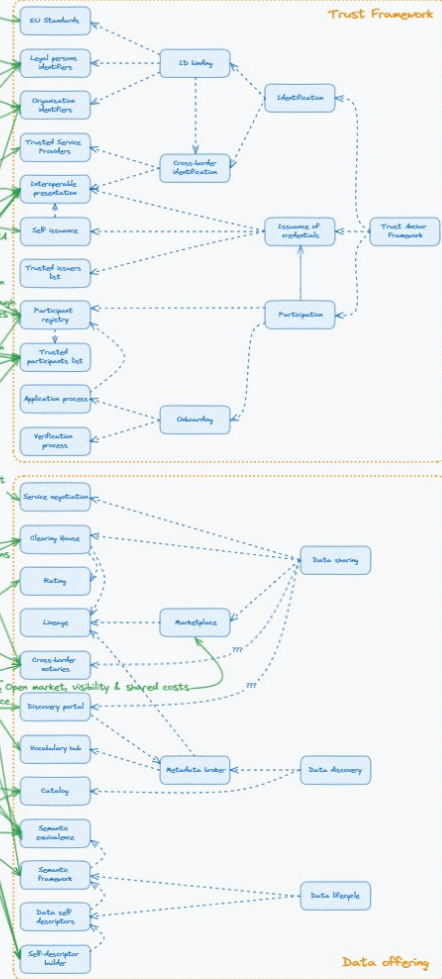 Trust Framework
EU Standards
Legal persons
identifiers
ID binding
Organisation
identifiers
Identification
Trusted Service
Providers
Cross-border
identification
Interoperable
presentation
Self issuance
Issuance of
credentials
Trust Anchor
Framework
Trusted issuers
list
Participant
registry
Participation
Trusted
participants list
Application process
Onboarding
Verification
process
Service negotiation
Clearing House
Data sharing
Rating
Lineage
Marketplace
Cross-border
notaries
???
Open market, visibility & shared costs
???
Discovery portal
Vocabulary hub
Metadata broker
Data discovery
Catalog
Semantic
equivalence
Semantic
framework
Data lifecycle
Data self
descriptors
Self-descriptor
builder
Data offering